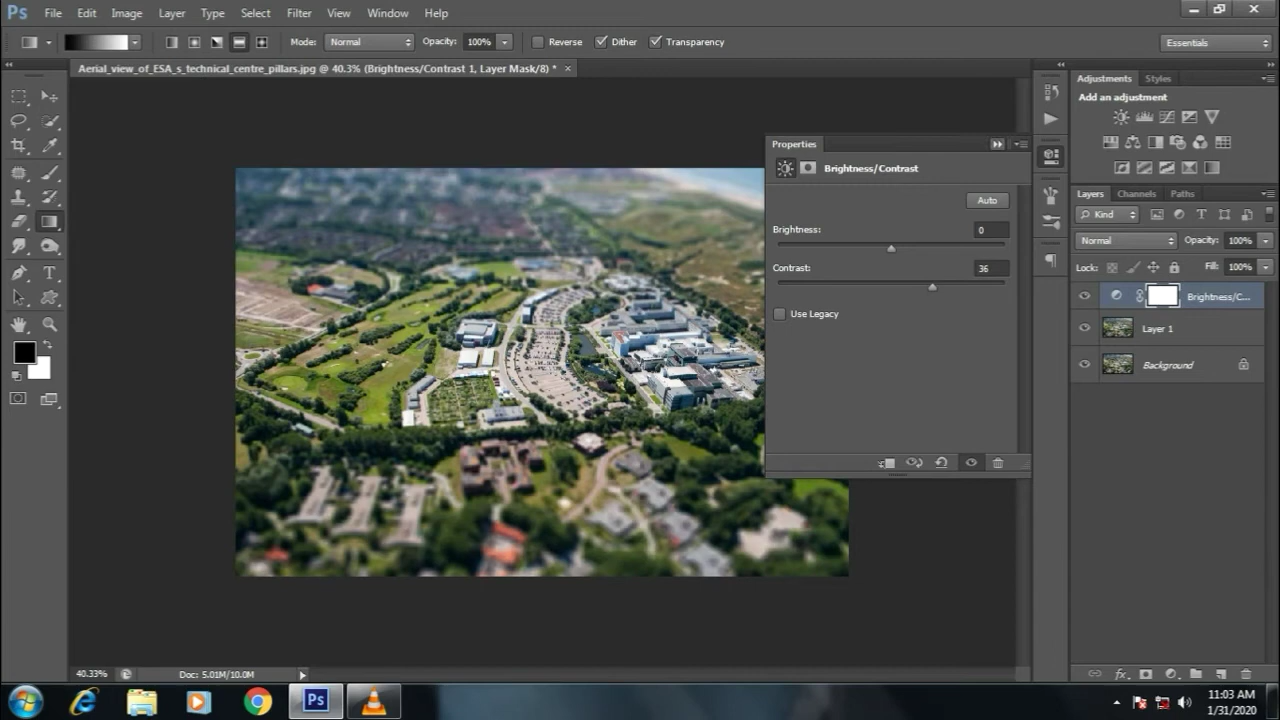 Ps File Edit Image Layer Type Select Filter View Window Help
Mode: Normal Opacity: 100% Reverse Dither Transparency Essentials
Aerial_view_of_ESA_s_technical_centre_pillars.jpg @ 40.3% (Brightness/Contrast 1, Layer Mask/8) * ×
Adjustments Styles
Add an adjustment
Properties
Brightness/Contrast
Auto
Brightness: 0
Contrast: 36
Use Legacy
Layers Channels Paths
Kind
Normal Opacity: 100%
Lock: Fill: 100%
Brightness/C...
Layer 1
Background
40.33% Doc: 5.01M/10.0M
Ps
11:03 AM
1/31/2020